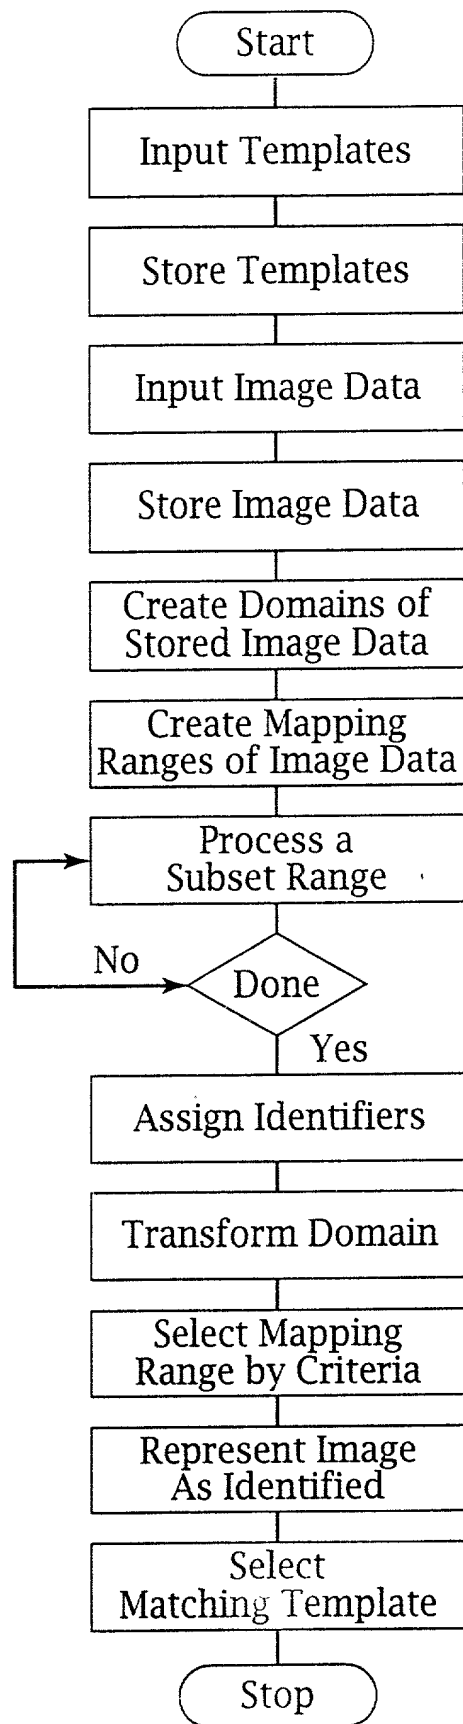 Start
Input Templates
Store Templates
Input Image Data
Store Image Data
Create Domains of
Stored Image Data
Create Mapping
Ranges of Image Data
Process a
Subset Range
No
Done
Yes
Assign Identifiers
Transform Domain
Select Mapping
Range by Criteria
Represent Image
As Identified
Select
Matching Template
Stop